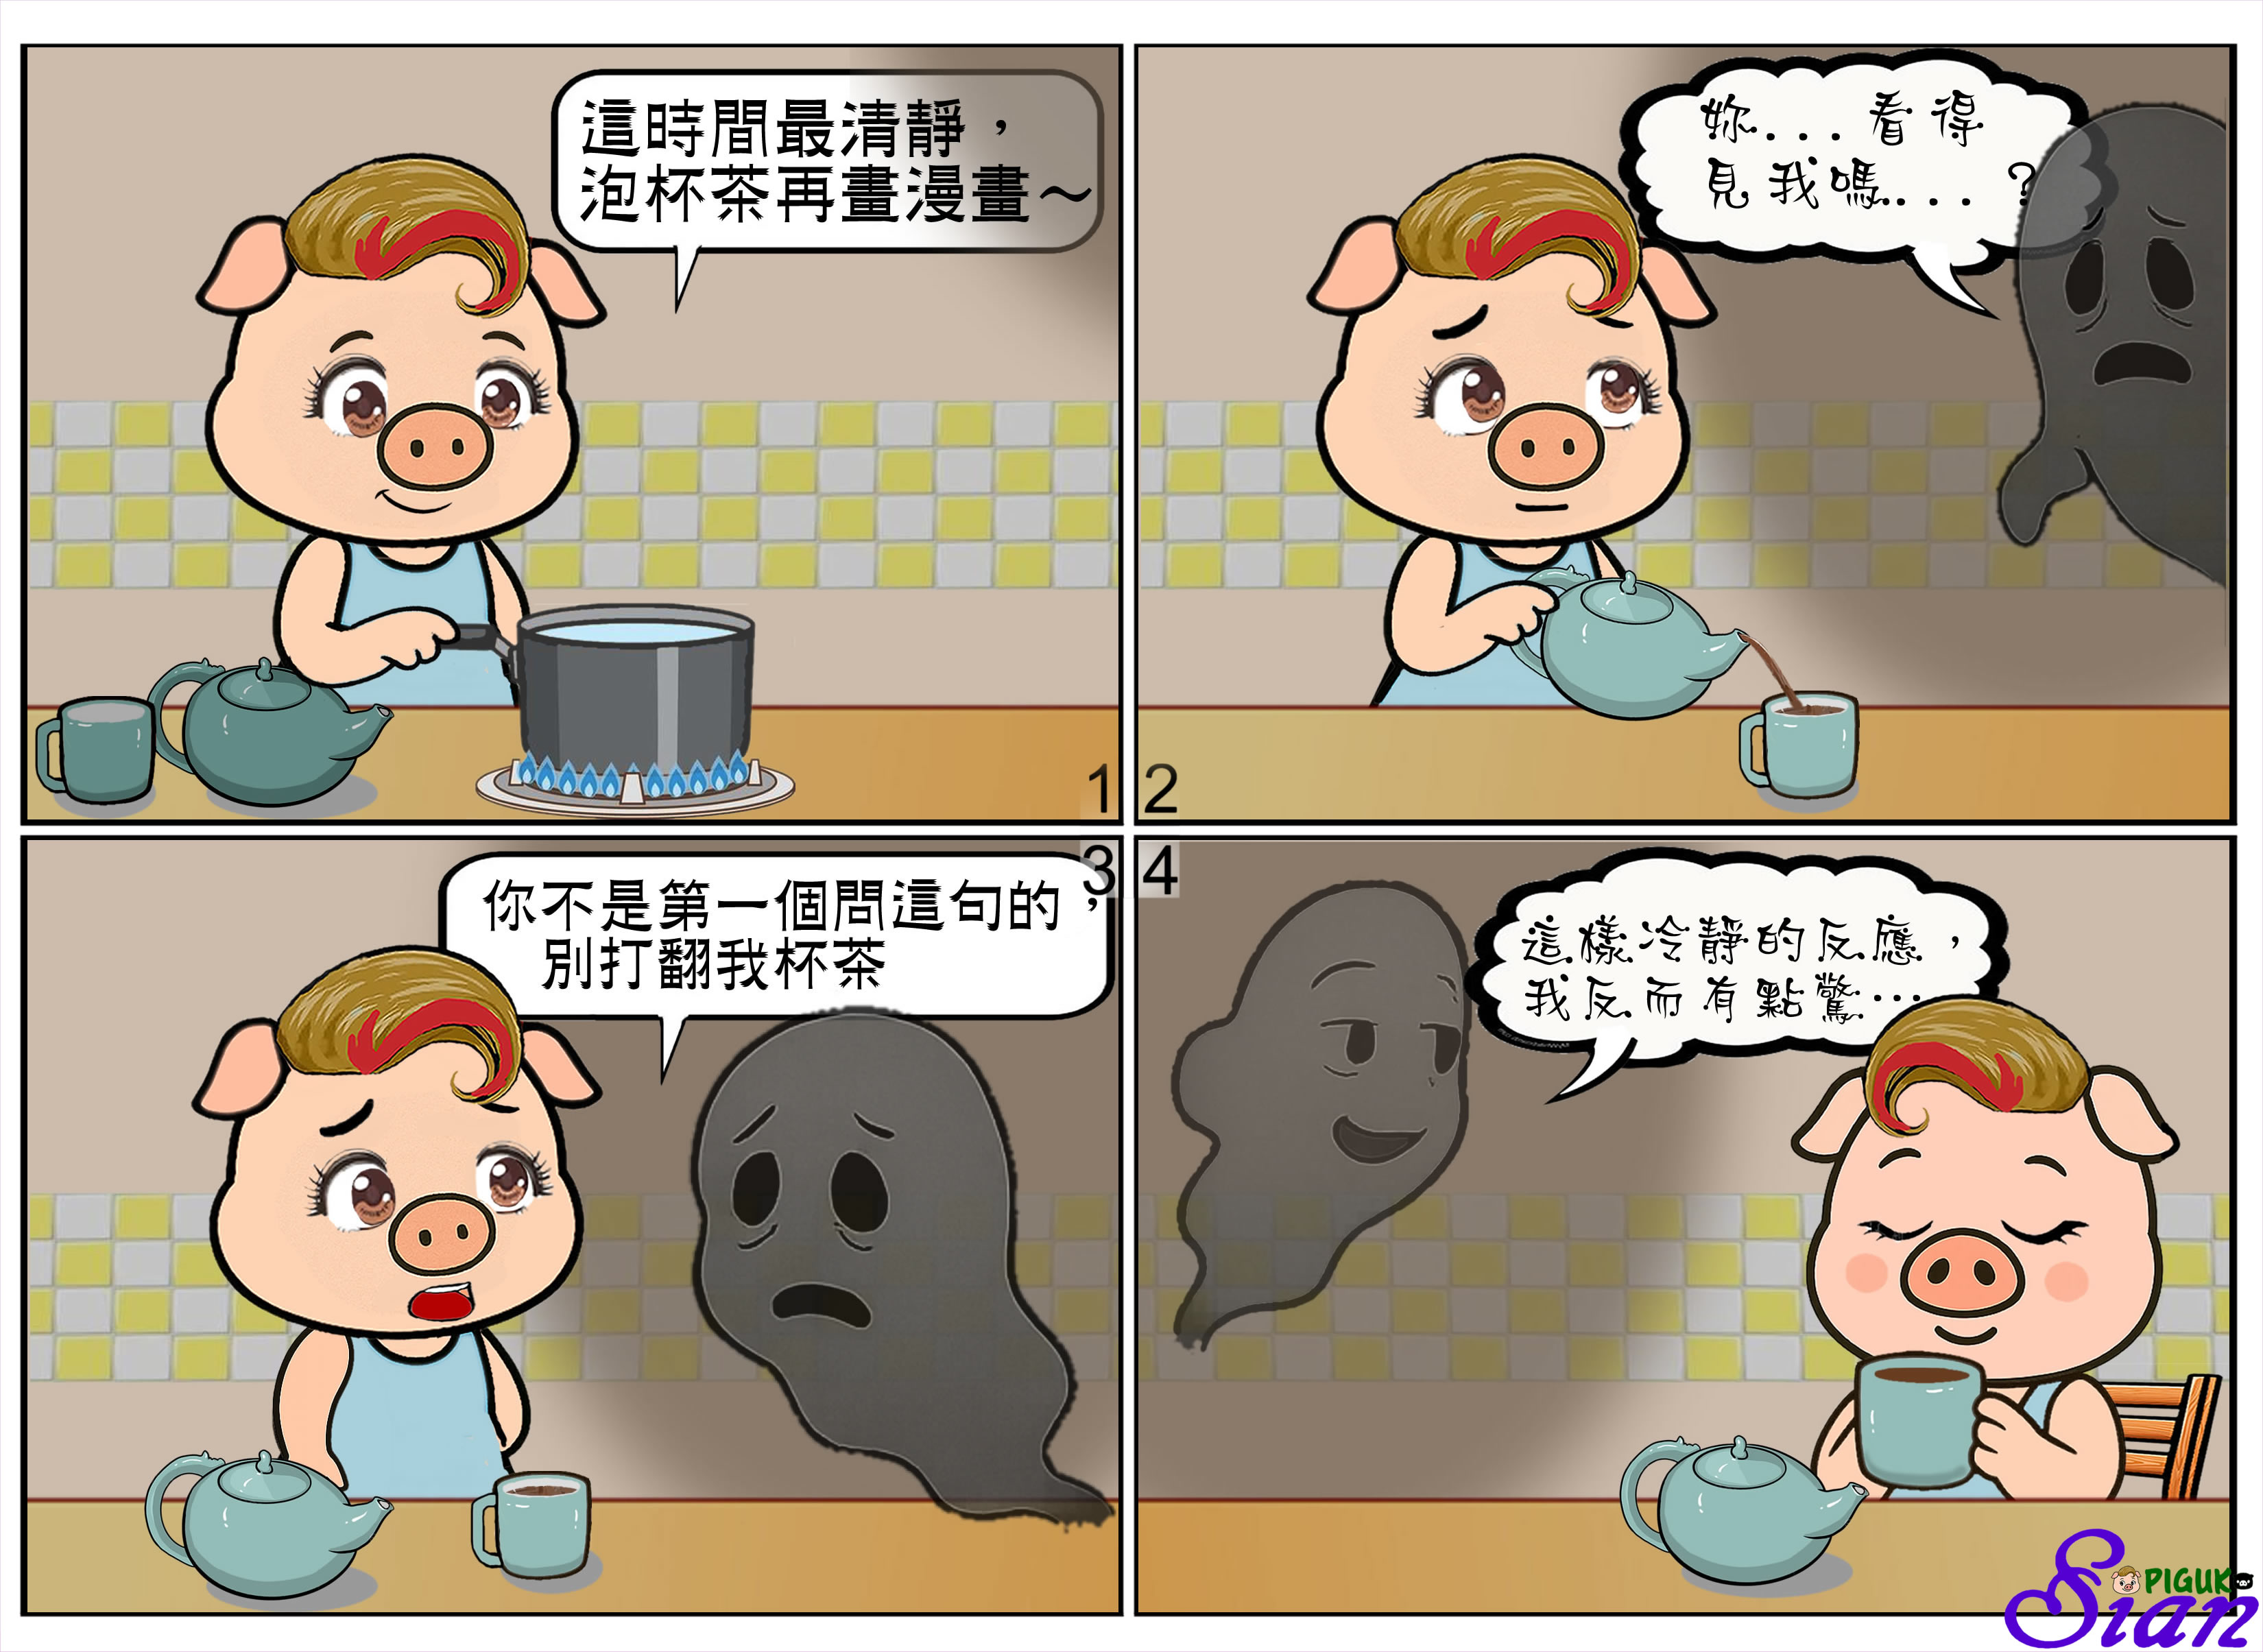 這時間最清靜，
泡杯茶再畫漫畫～
1
2
妳...看得
見我嗎...?
3
你不是第一個問這句的，
別打翻我杯茶
4
這樣冷靜的反應，
我反而有點驚…
PIGUK
Sian